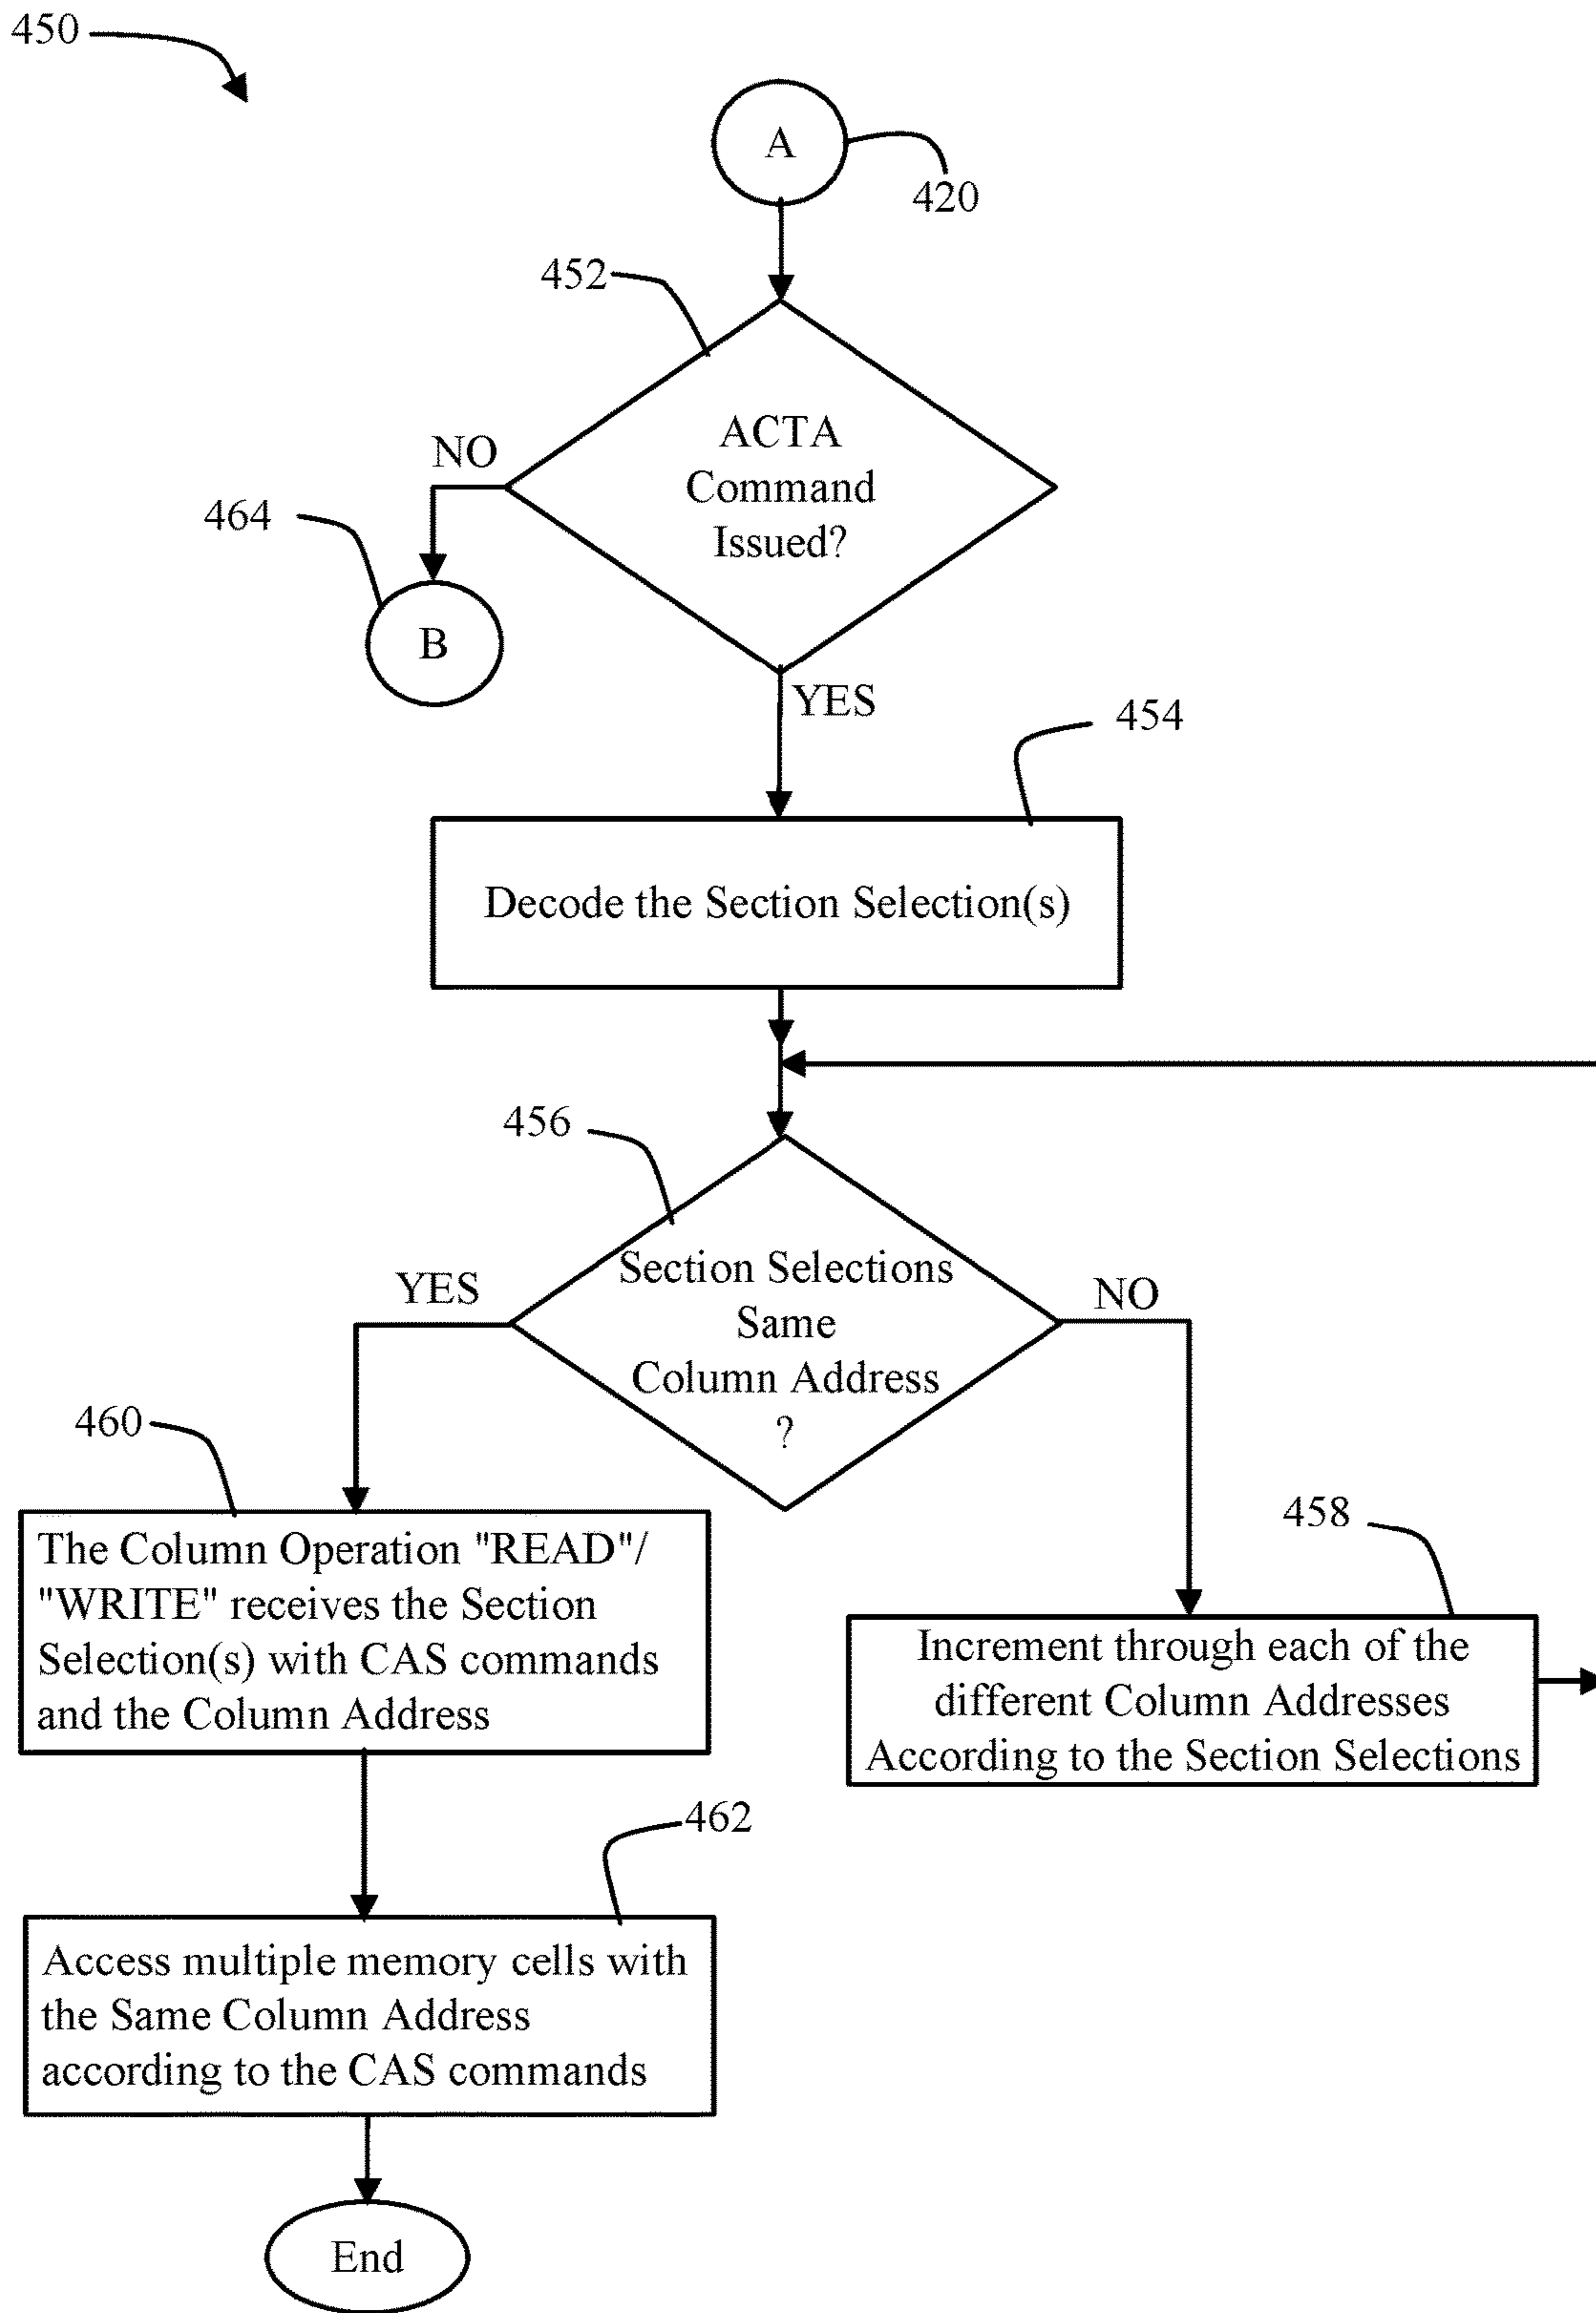 450
A
420
452
ACTA
Command
Issued?
NO
464
B
YES
454
Decode the Section Selection(s)
456
Section Selections
Same
Column Address
?
YES
NO
460
The Column Operation "READ"/
"WRITE" receives the Section
Selection(s) with CAS commands
and the Column Address
458
Increment through each of the
different Column Addresses
According to the Section Selections
462
Access multiple memory cells with
the Same Column Address
according to the CAS commands
End